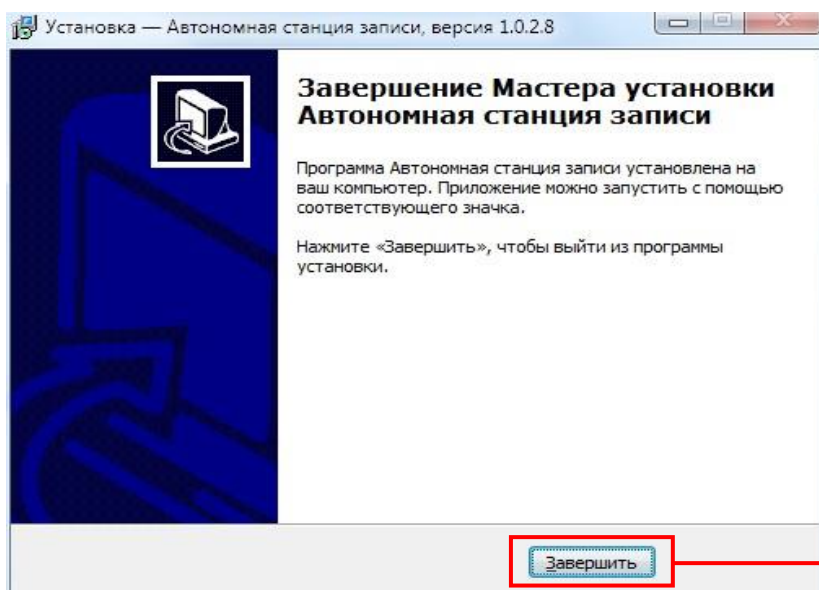 Установка — Автономная станция записи, версия 1.0.2.8
Завершение Мастера установки
Автономная станция записи
Программа Автономная станция записи установлена на
ваш компьютер. Приложение можно запустить с помощью
соответствующего значка.
Нажмите «Завершить», чтобы выйти из программы
установки.
Завершить